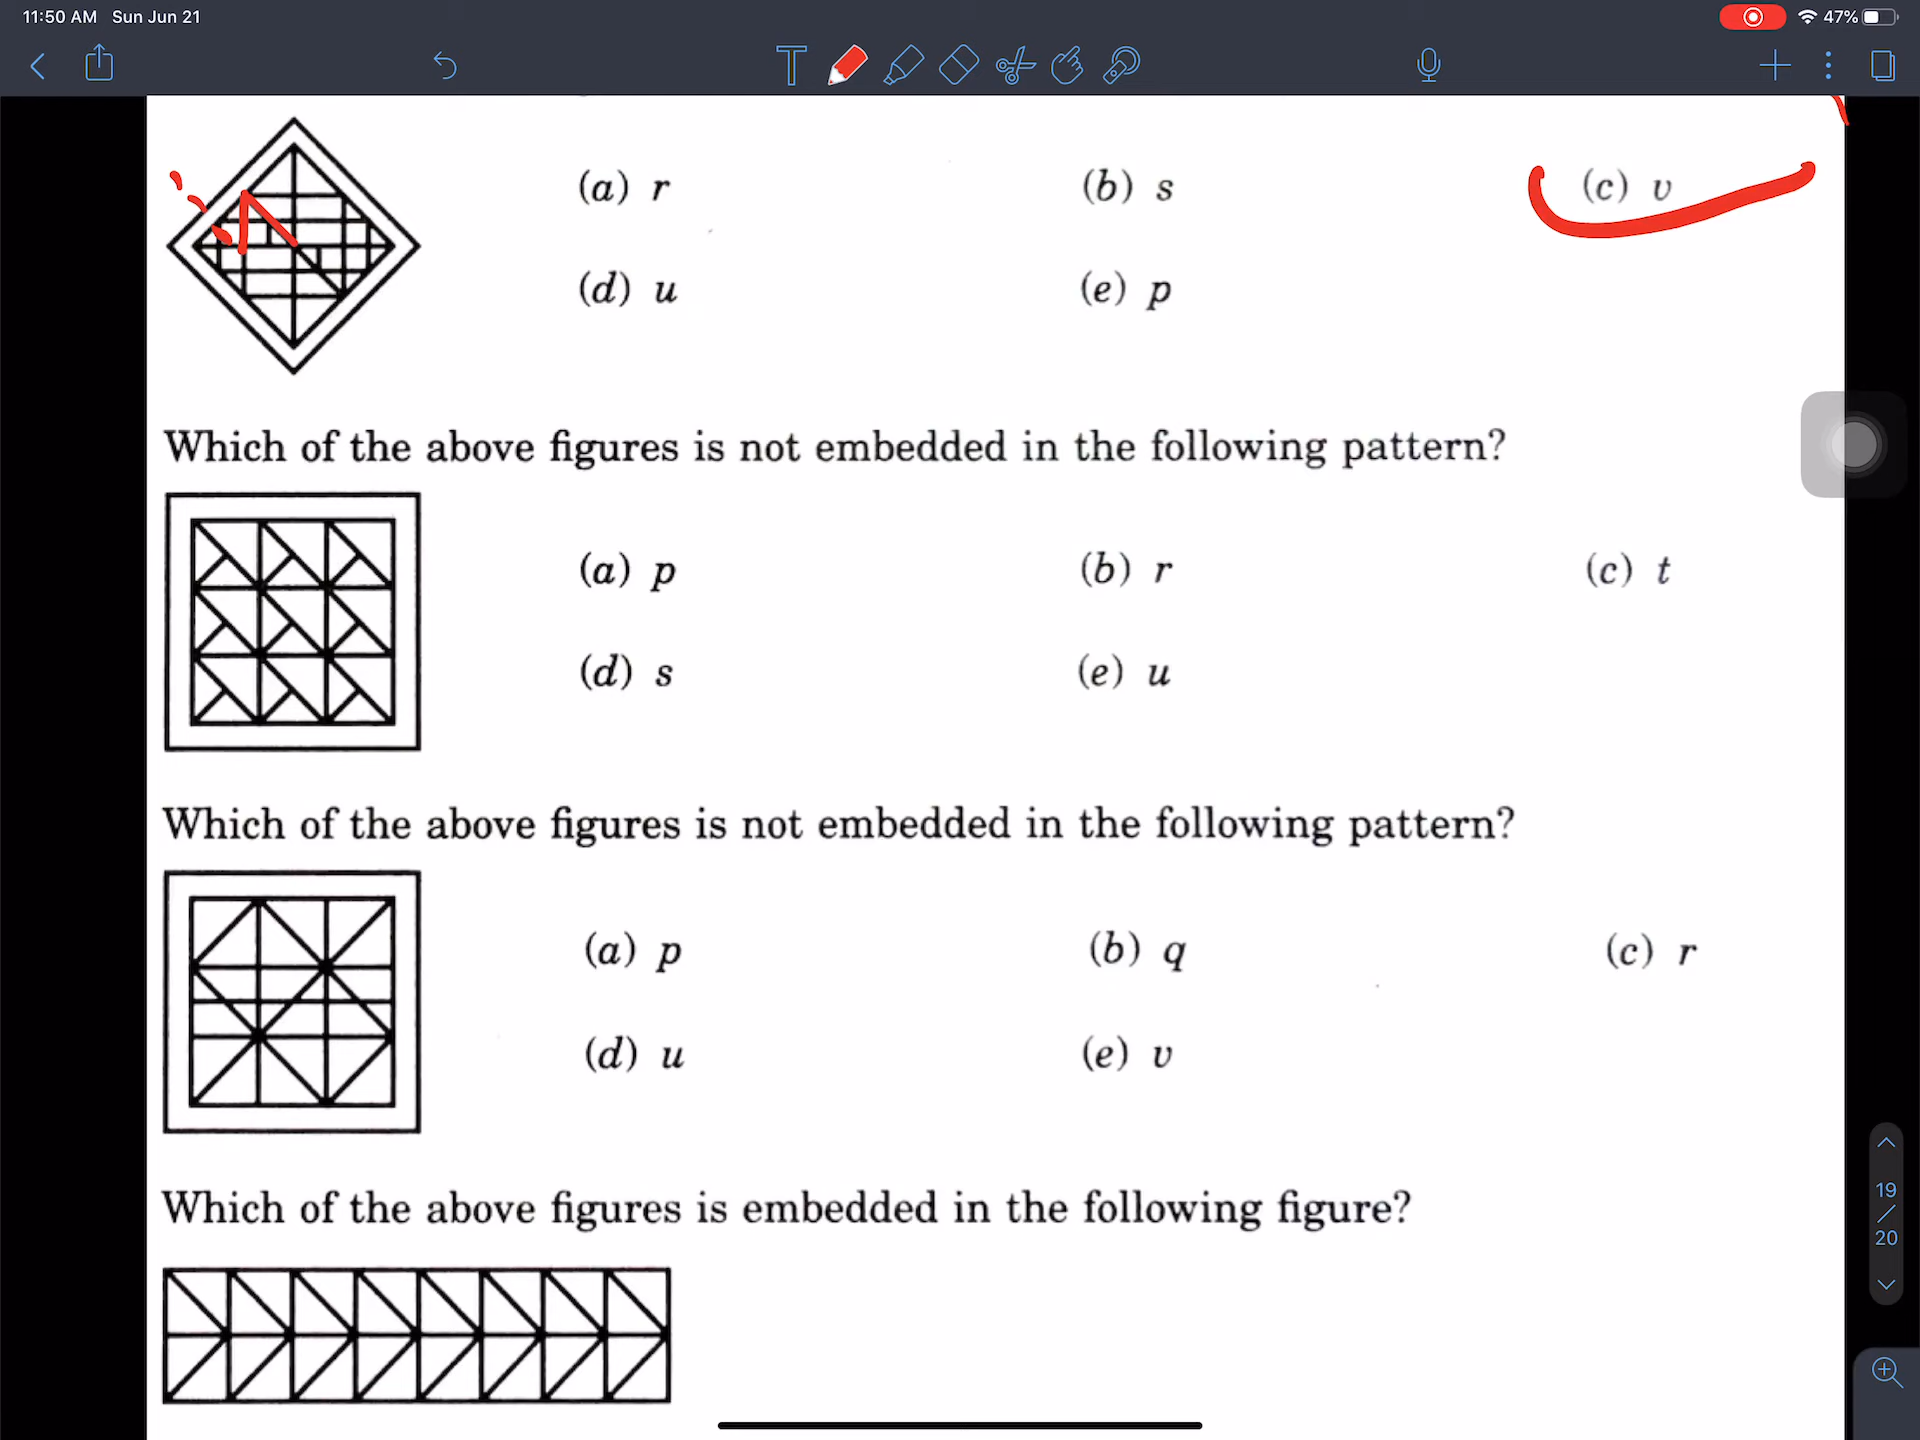 11:50 AM Sun Jun 21
47%
(a) r (b) s (c) v
(d) u (e) p
Which of the above figures is not embedded in the following pattern?
(a) p (b) r (c) t
(d) s (e) u
Which of the above figures is not embedded in the following pattern?
(a) p (b) q (c) r
(d) u (e) v
Which of the above figures is embedded in the following figure?
19
/
20